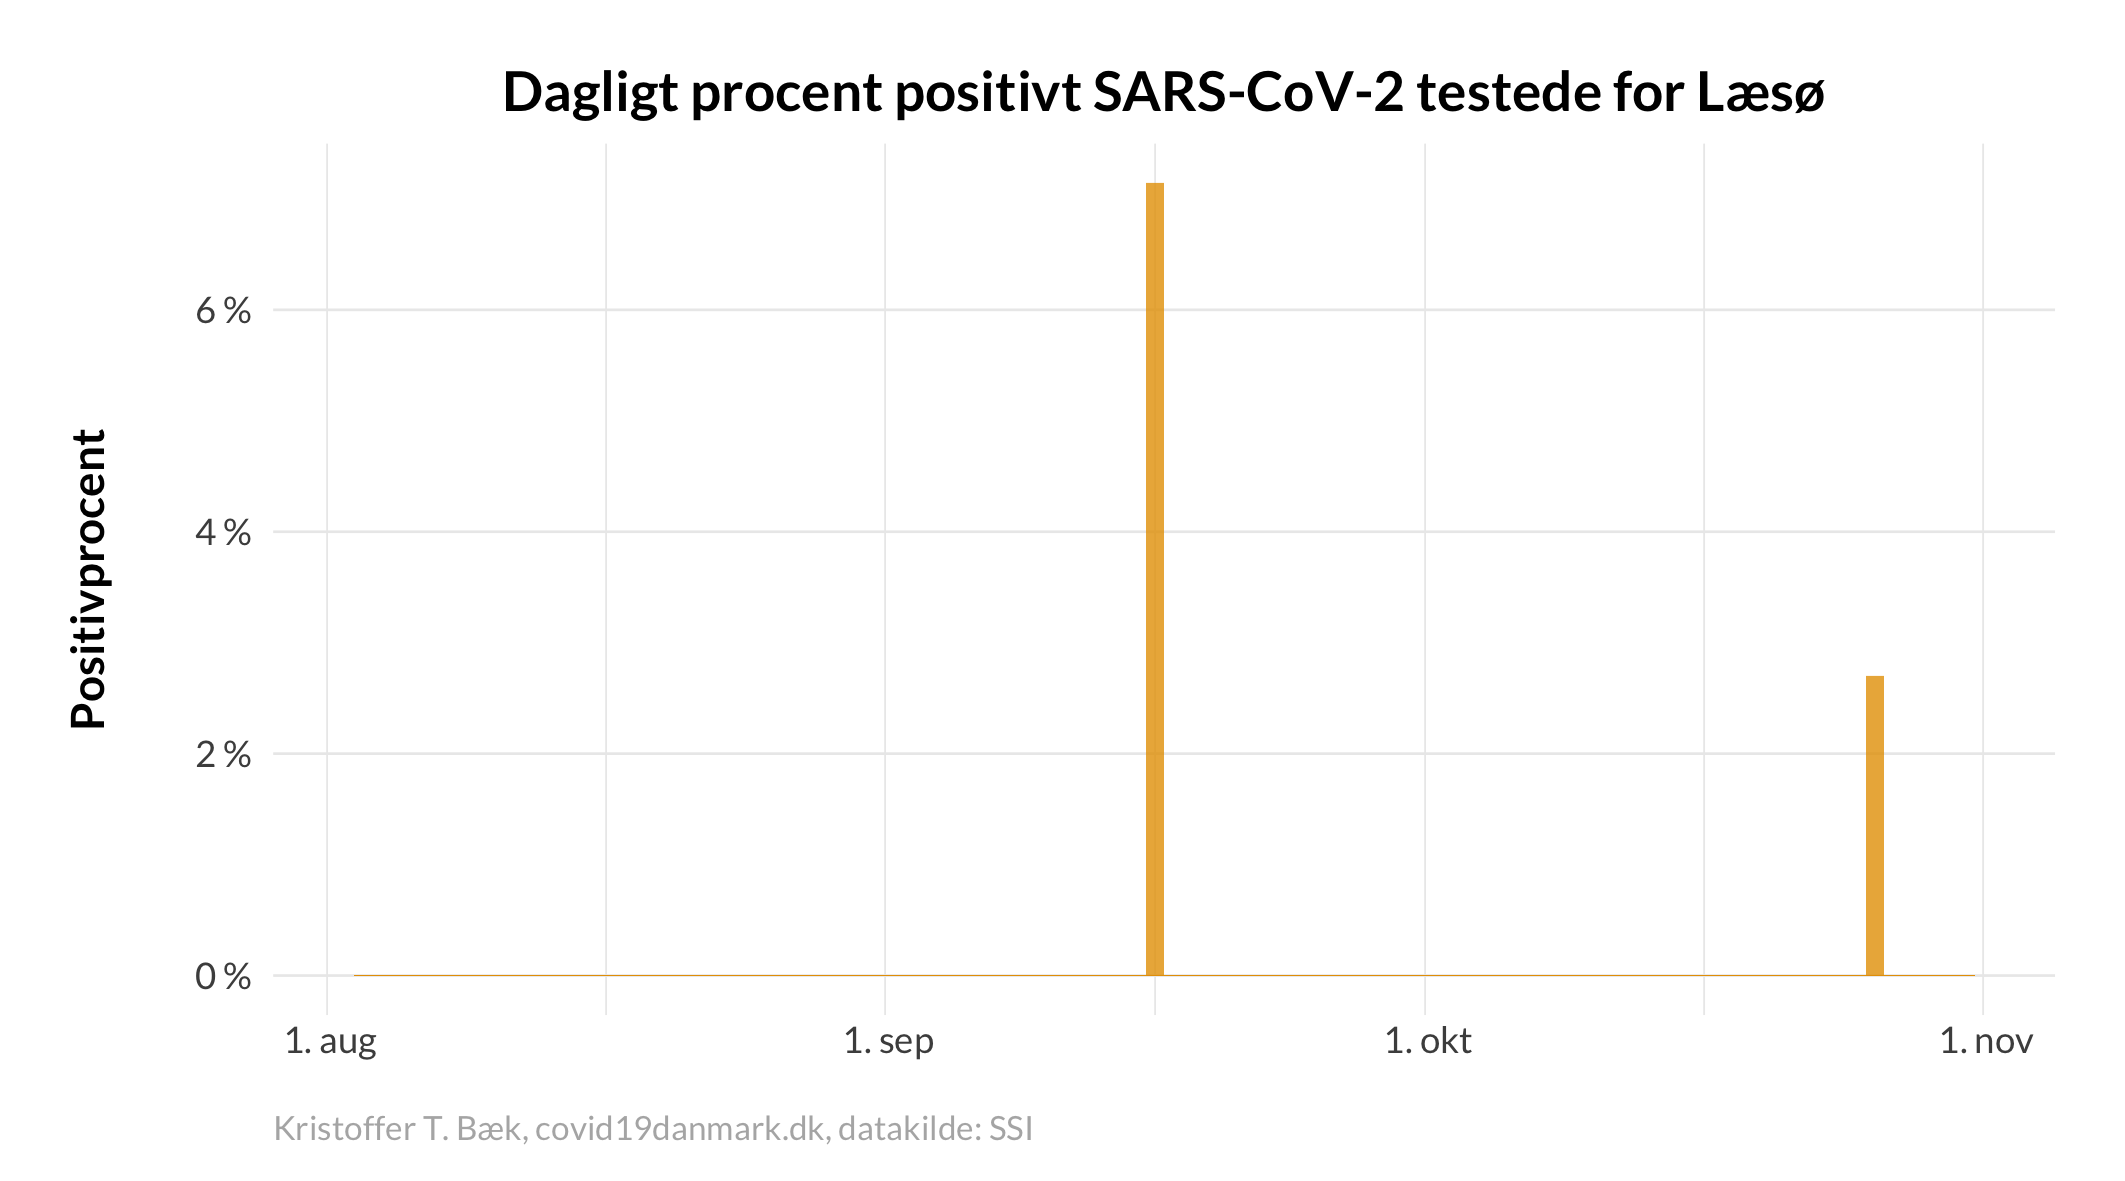 Dagligt procent positivt SARS-CoV-2 testede for Læsø
Positivprocent
6 %
4 %
2 %
0 %
1. aug
1. sep
1. okt
1. nov
Kristoffer T. Bæk, covid19danmark.dk, datakilde: SSI